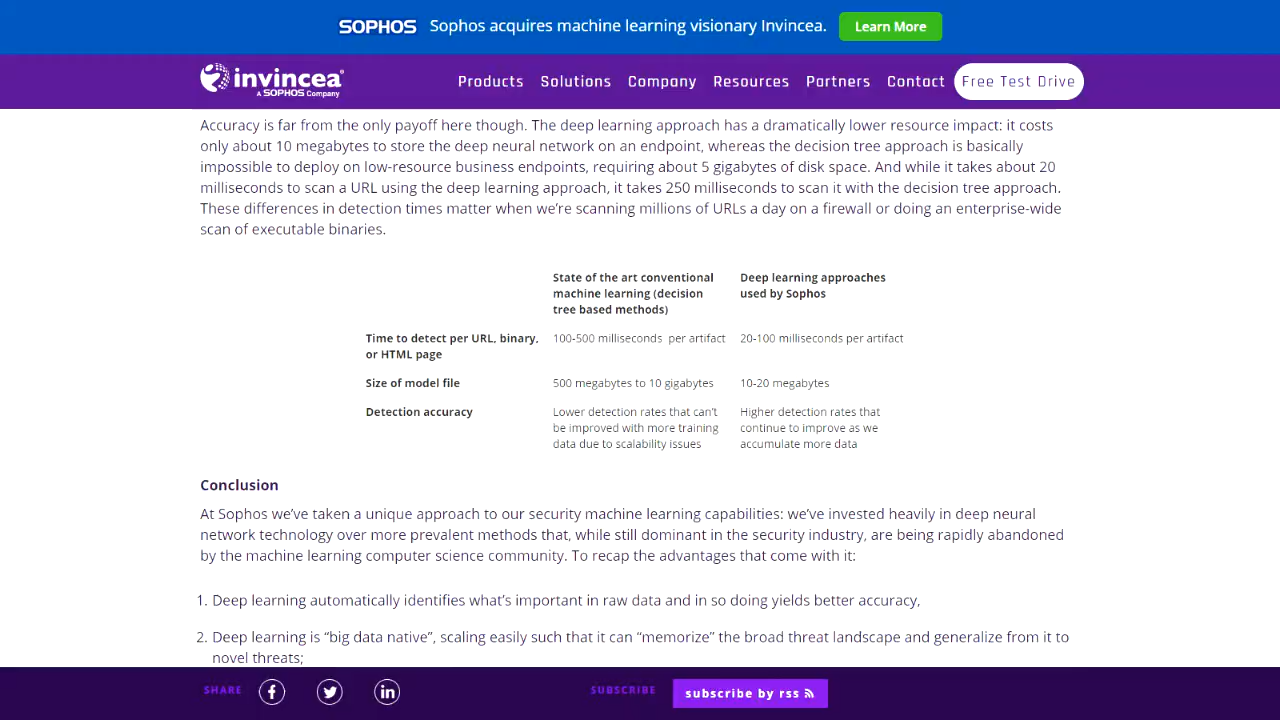 SOPHOS Sophos acquires machine learning visionary Invincea. Learn More
invincea®
A SOPHOS Company
Products Solutions Company Resources Partners Contact Free Test Drive
Accuracy is far from the only payoff here though. The deep learning approach has a dramatically lower resource impact: it costs
only about 10 megabytes to store the deep neural network on an endpoint, whereas the decision tree approach is basically
impossible to deploy on low-resource business endpoints, requiring about 5 gigabytes of disk space. And while it takes about 20
milliseconds to scan a URL using the deep learning approach, it takes 250 milliseconds to scan it with the decision tree approach.
These differences in detection times matter when we're scanning millions of URLs a day on a firewall or doing an enterprise-wide
scan of executable binaries.
State of the art conventional
machine learning (decision
tree based methods)
Deep learning approaches
used by Sophos
Time to detect per URL, binary,
or HTML page
100-500 milliseconds per artifact
20-100 milliseconds per artifact
Size of model file
500 megabytes to 10 gigabytes
10-20 megabytes
Detection accuracy
Lower detection rates that can't
be improved with more training
data due to scalability issues
Higher detection rates that
continue to improve as we
accumulate more data
Conclusion
At Sophos we've taken a unique approach to our security machine learning capabilities: we've invested heavily in deep neural
network technology over more prevalent methods that, while still dominant in the security industry, are being rapidly abandoned
by the machine learning computer science community. To recap the advantages that come with it:
1. Deep learning automatically identifies what's important in raw data and in so doing yields better accuracy,
2. Deep learning is “big data native”, scaling easily such that it can “memorize” the broad threat landscape and generalize from it to
novel threats;
SHARE SUBSCRIBE subscribe by rss